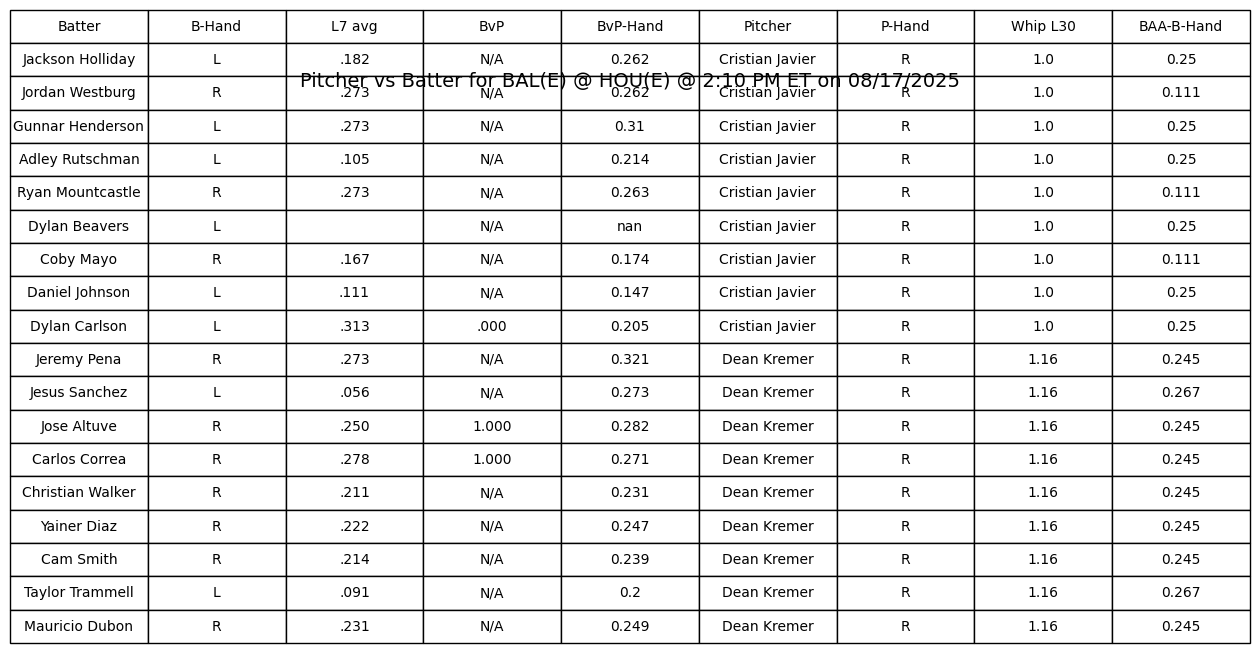 Batter B-Hand L7 avg BvP BvP-Hand Pitcher P-Hand Whip L30 BAA-B-Hand
Jackson Holliday L .182 N/A 0.262 Cristian Javier R 1.0 0.25
Pitcher vs Batter for BAL(E) @ HOU(E) @ 2:10 PM ET on 08/17/2025
Jordan Westburg R .273 N/A 0.262 Cristian Javier R 1.0 0.111
Gunnar Henderson L .273 N/A 0.31 Cristian Javier R 1.0 0.25
Adley Rutschman L .105 N/A 0.214 Cristian Javier R 1.0 0.25
Ryan Mountcastle R .273 N/A 0.263 Cristian Javier R 1.0 0.111
Dylan Beavers L N/A nan Cristian Javier R 1.0 0.25
Coby Mayo R .167 N/A 0.174 Cristian Javier R 1.0 0.111
Daniel Johnson L .111 N/A 0.147 Cristian Javier R 1.0 0.25
Dylan Carlson L .313 .000 0.205 Cristian Javier R 1.0 0.25
Jeremy Pena R .273 N/A 0.321 Dean Kremer R 1.16 0.245
Jesus Sanchez L .056 N/A 0.273 Dean Kremer R 1.16 0.267
Jose Altuve R .250 1.000 0.282 Dean Kremer R 1.16 0.245
Carlos Correa R .278 1.000 0.271 Dean Kremer R 1.16 0.245
Christian Walker R .211 N/A 0.231 Dean Kremer R 1.16 0.245
Yainer Diaz R .222 N/A 0.247 Dean Kremer R 1.16 0.245
Cam Smith R .214 N/A 0.239 Dean Kremer R 1.16 0.245
Taylor Trammell L .091 N/A 0.2 Dean Kremer R 1.16 0.267
Mauricio Dubon R .231 N/A 0.249 Dean Kremer R 1.16 0.245